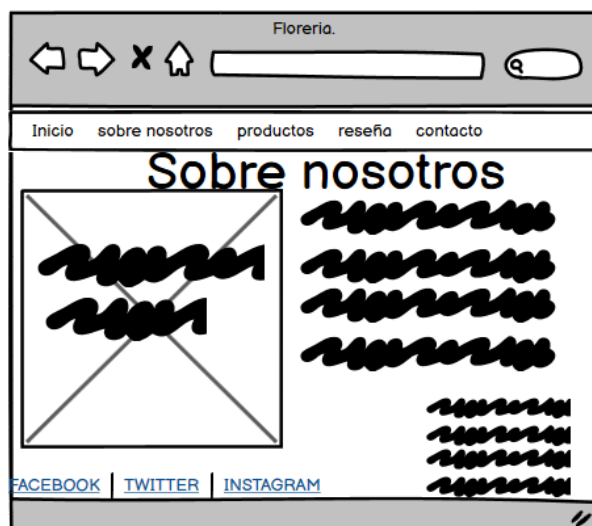 Floreria.
Inicio sobre nosotros productos reseña contacto
Sobre nosotros
FACEBOOK TWITTER INSTAGRAM